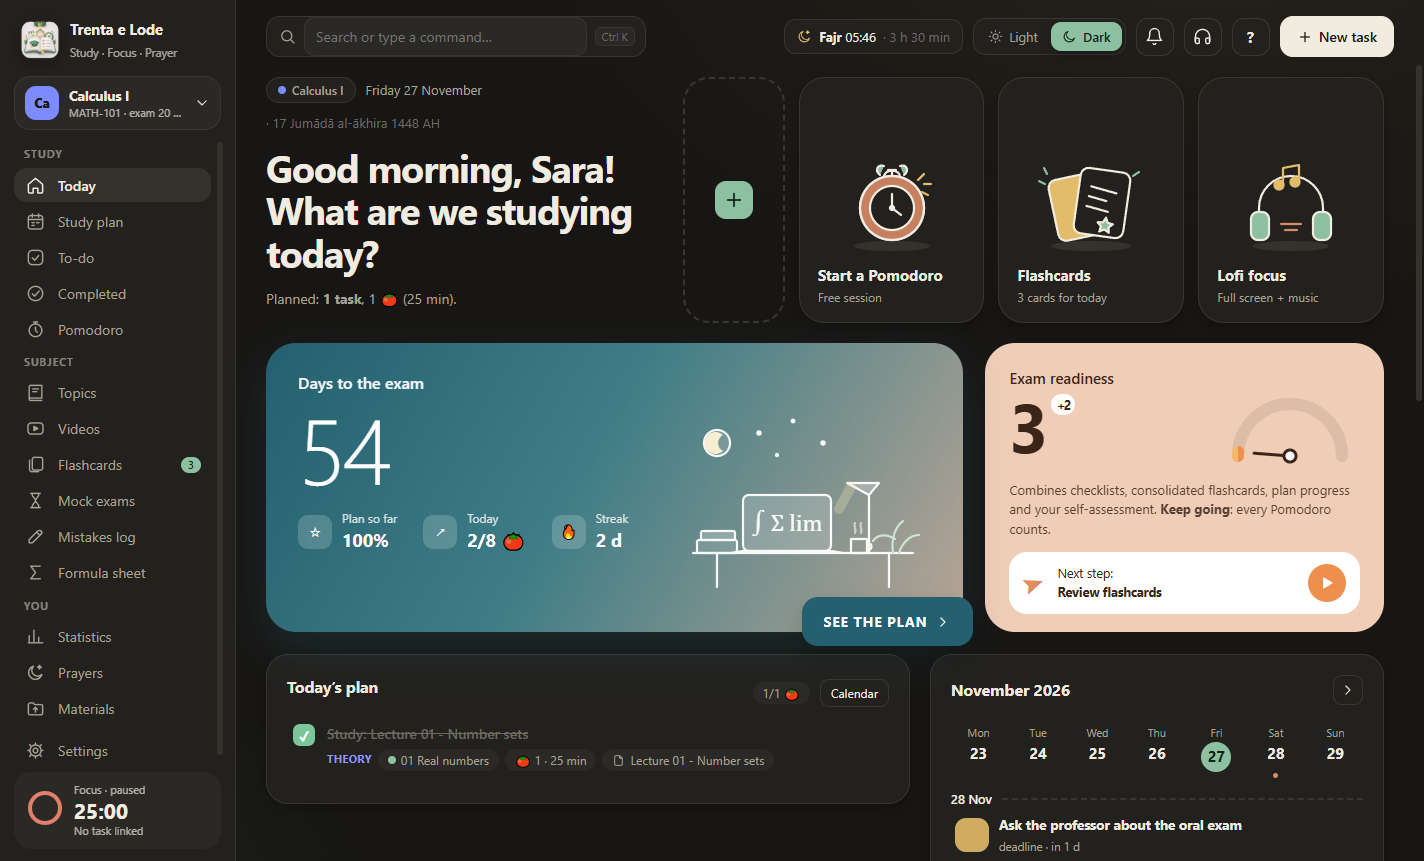 Trenta e Lode
Study · Focus · Prayer
Ca
Calculus I
MATH-101 · exam 20 ...
STUDY
Today
Study plan
To-do
Completed
Pomodoro
SUBJECT
Topics
Videos
Flashcards
3
Mock exams
Mistakes log
Formula sheet
YOU
Statistics
Prayers
Materials
Settings
Focus · paused
25:00
No task linked
Search or type a command...
Ctrl K
Fajr 05:46 · 3 h 30 min
Light
Dark
?
+ New task
Calculus I
Friday 27 November
· 17 Jumādā al-ākhira 1448 AH
Good morning, Sara!
What are we studying
today?
Planned: 1 task, 1 🍅 (25 min).
+
Start a Pomodoro
Free session
Flashcards
3 cards for today
Lofi focus
Full screen + music
Days to the exam
54
Plan so far
100%
Today
2/8 🍅
Streak
2 d
∫ Σ lim
SEE THE PLAN
Exam readiness
3
+2
Combines checklists, consolidated flashcards, plan progress
and your self-assessment. Keep going: every Pomodoro
counts.
Next step:
Review flashcards
Today's plan
1/1 🍅
Calendar
Study: Lecture 01 - Number sets
THEORY
01 Real numbers
🍅 1 · 25 min
Lecture 01 - Number sets
November 2026
Mon Tue Wed Thu Fri Sat Sun
23 24 25 26 27 28 29
28 Nov
Ask the professor about the oral exam
deadline · in 1 d